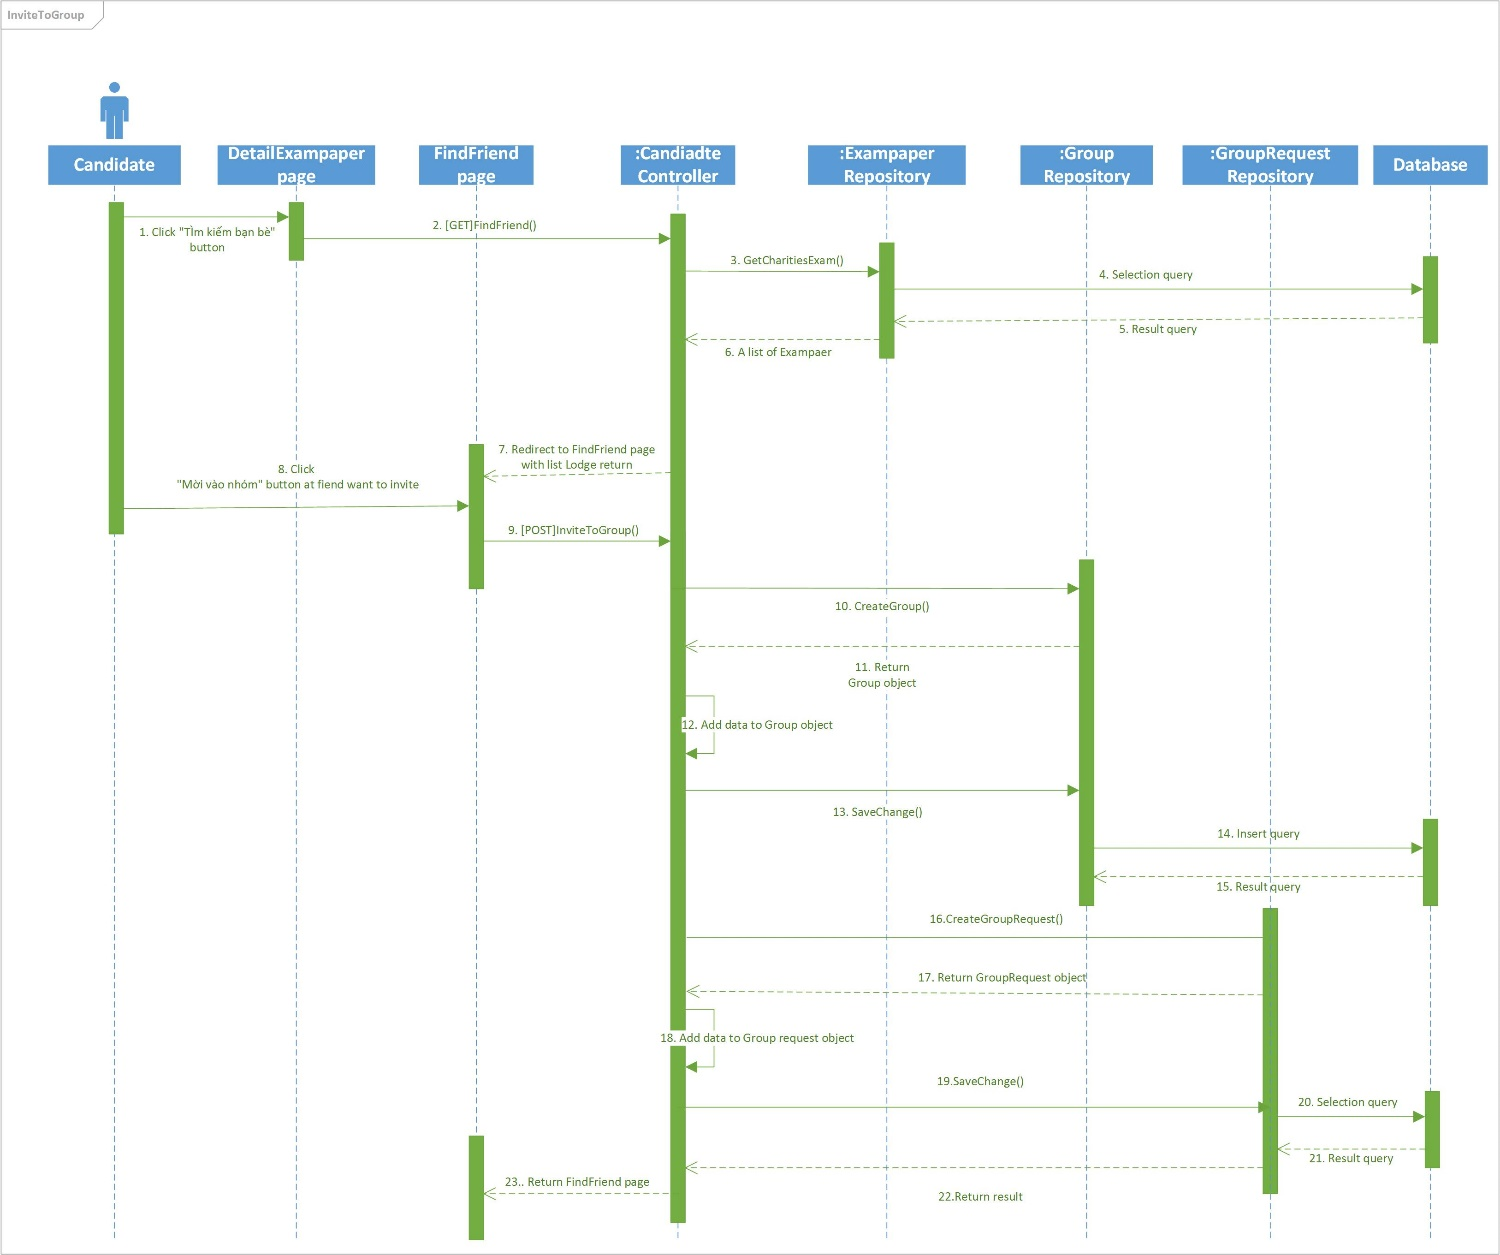 InviteToGroup
Candidate
DetailExampaper
page
FindFriend
page
:Candiadte
Controller
:Exampaper
Repository
:Group
Repository
:GroupRequest
Repository
Database
1. Click "Tìm kiếm bạn bè"
button
2. [GET]FindFriend()
3. GetCharitiesExam()
4. Selection query
5. Result query
6. A list of Exampaer
7. Redirect to FindFriend page
with list Lodge return
8. Click
"Mời vào nhóm" button at fiend want to invite
9. [POST]InviteToGroup()
10. CreateGroup()
11. Return
Group object
12. Add data to Group object
13. SaveChange()
14. Insert query
15. Result query
16.CreateGroupRequest()
17. Return GroupRequest object
18. Add data to Group request object
19.SaveChange()
20. Selection query
21. Result query
22.Return result
23.. Return FindFriend page